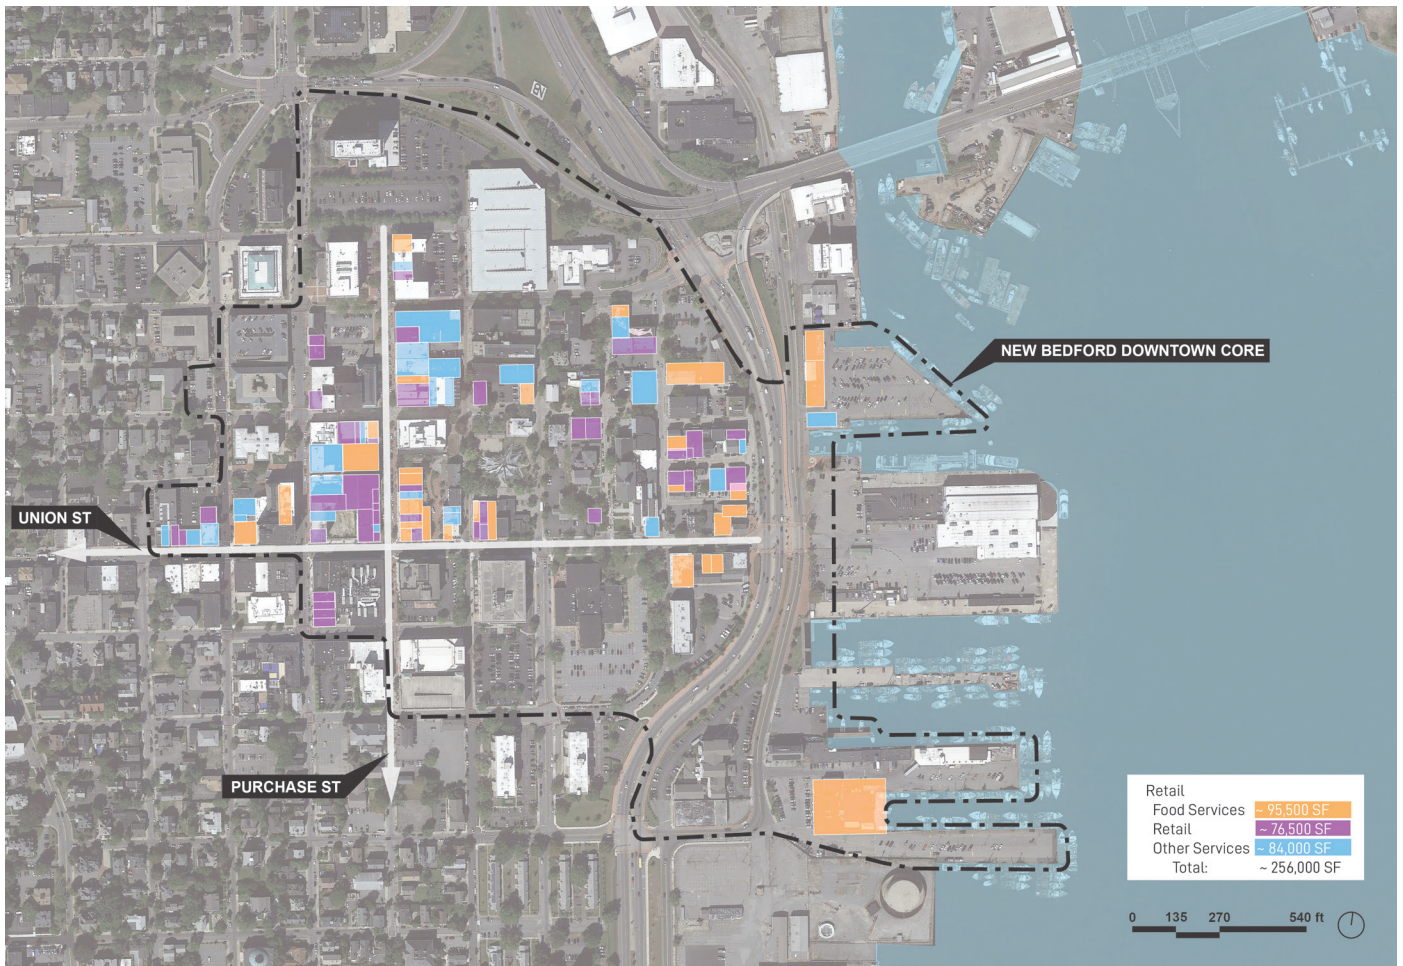 NEW BEDFORD DOWNTOWN CORE
UNION ST
PURCHASE ST
Retail
Food Services ~ 95,500 SF
Retail ~ 76,500 SF
Other Services ~ 84,000 SF
Total: ~ 256,000 SF
0 135 270 540 ft